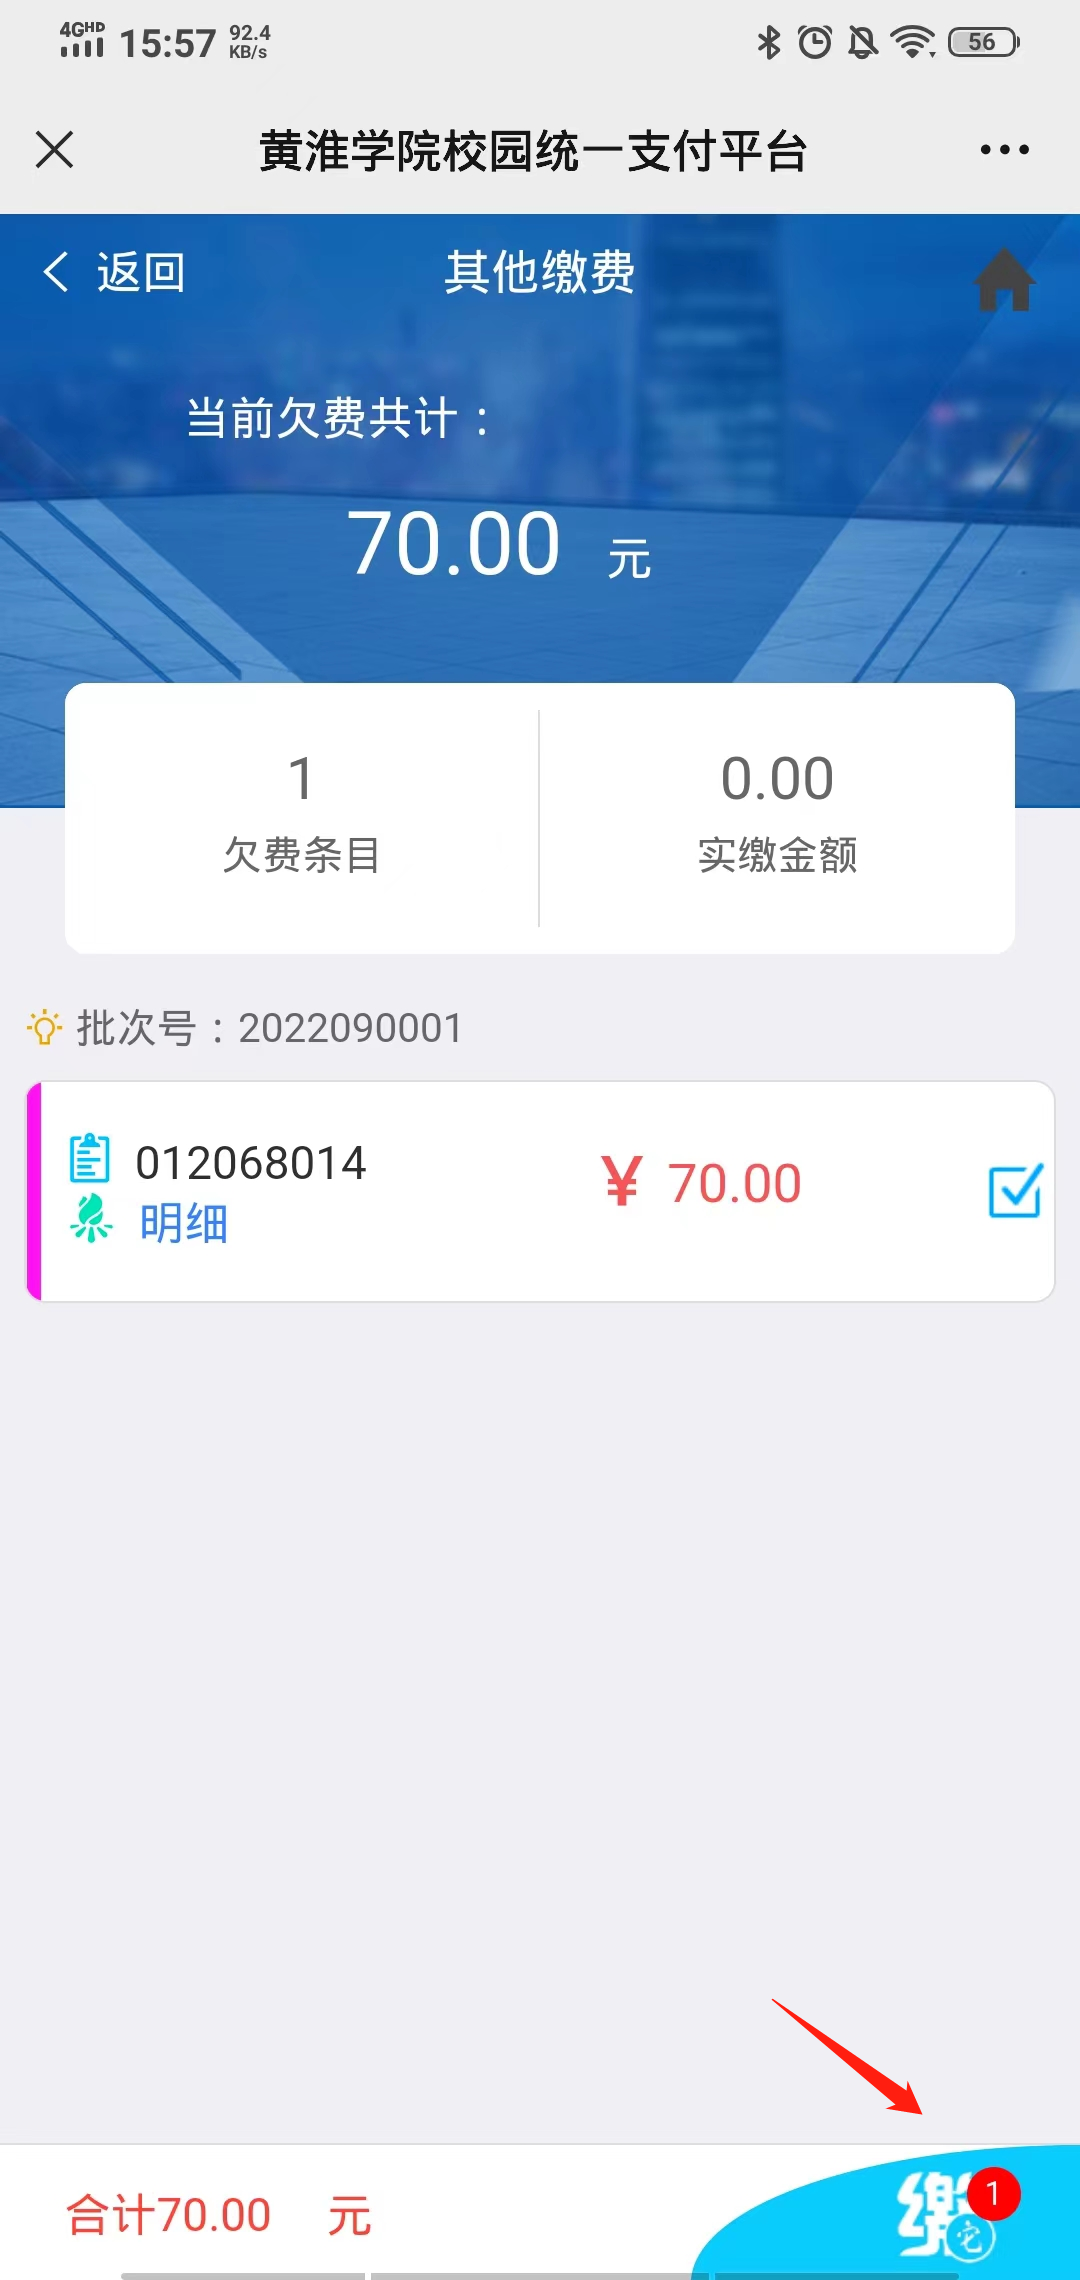 4GHD 15:57 92.4 KB/s 56
黄淮学院校园统一支付平台
返回 其他缴费
当前欠费共计：
70.00 元
1 0.00
欠费条目 实缴金额
批次号：2022090001
012068014 ¥ 70.00
明细
合计70.00 元 缴它 1